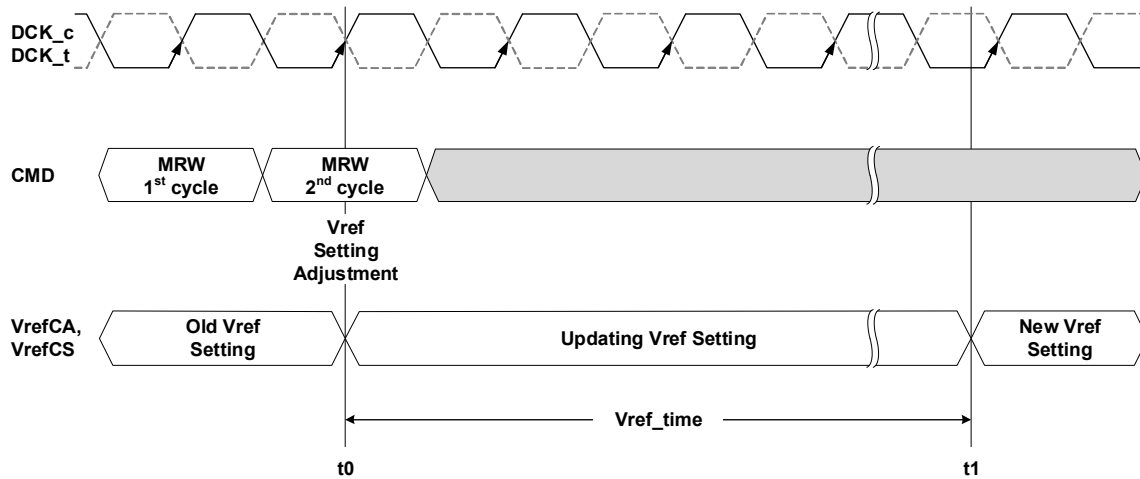 DCK_c
DCK_t
CMD
MRW
1st cycle
MRW
2nd cycle
Vref
Setting
Adjustment
VrefCA,
VrefCS
Old Vref
Setting
Updating Vref Setting
New Vref
Setting
Vref_time
t0
t1